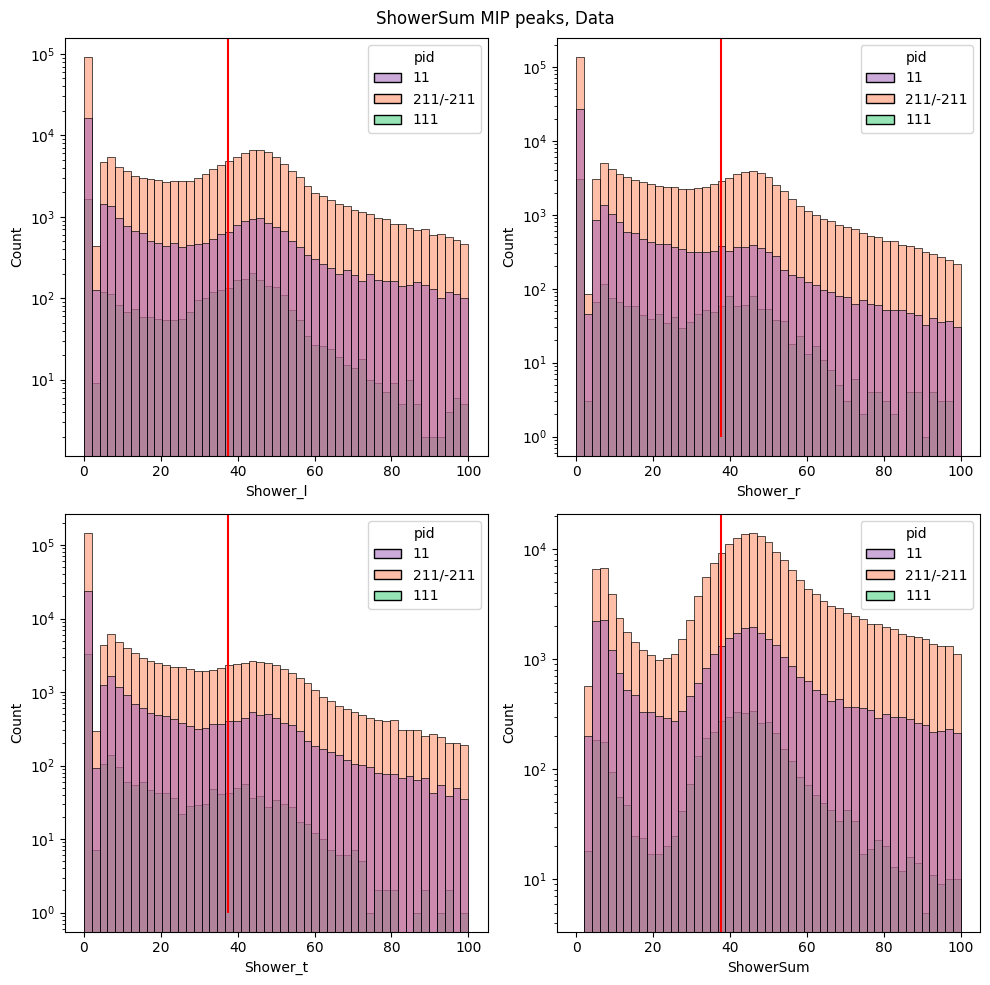 ShowerSum MIP peaks, Data
10^5
10^4
10^3
10^2
10^1
Count
pid
11
211/-211
111
0 20 40 60 80 100
Shower_l
10^5
10^4
10^3
10^2
10^1
10^0
Count
pid
11
211/-211
111
0 20 40 60 80 100
Shower_r
10^5
10^4
10^3
10^2
10^1
10^0
Count
pid
11
211/-211
111
0 20 40 60 80 100
Shower_t
10^4
10^3
10^2
10^1
Count
pid
11
211/-211
111
0 20 40 60 80 100
ShowerSum